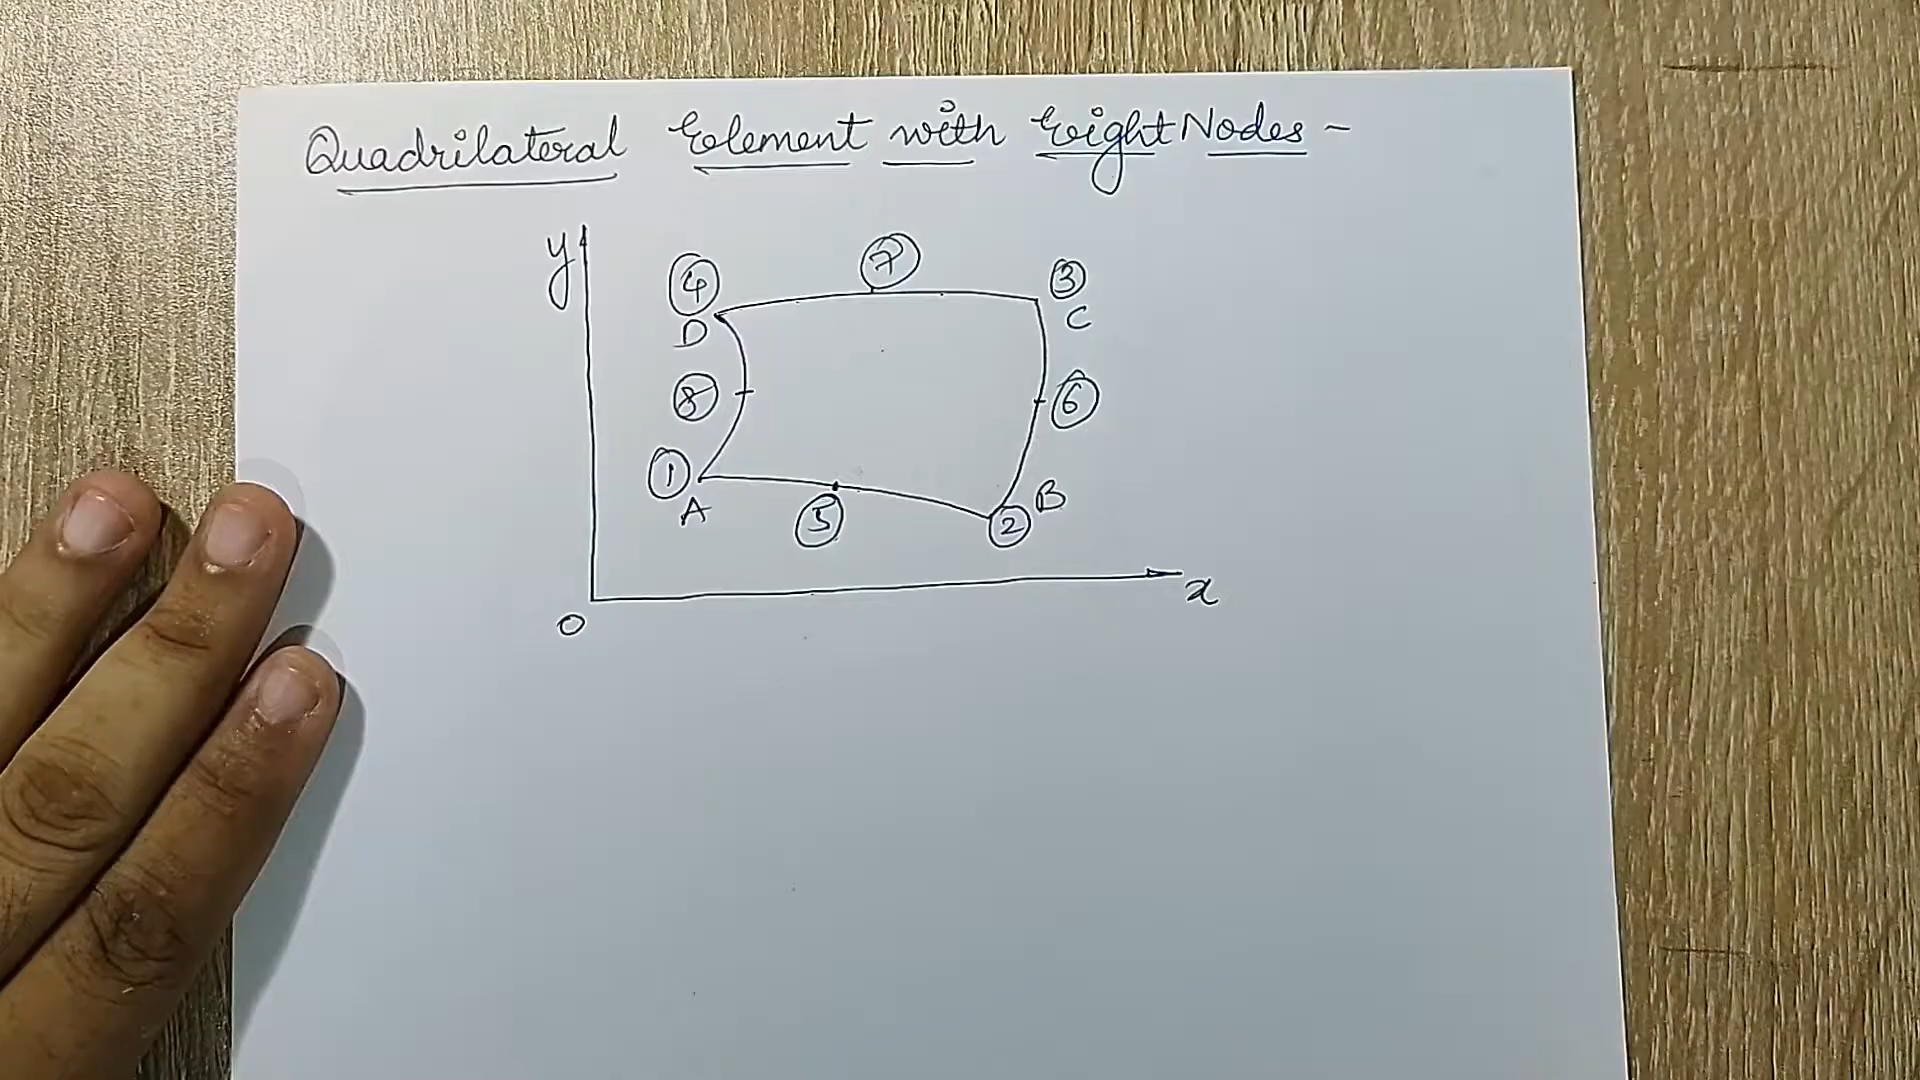 Quadrilateral Element with Eight Nodes -
y
4 7 3
D C
8 6
1 B
A 5 2
x
O